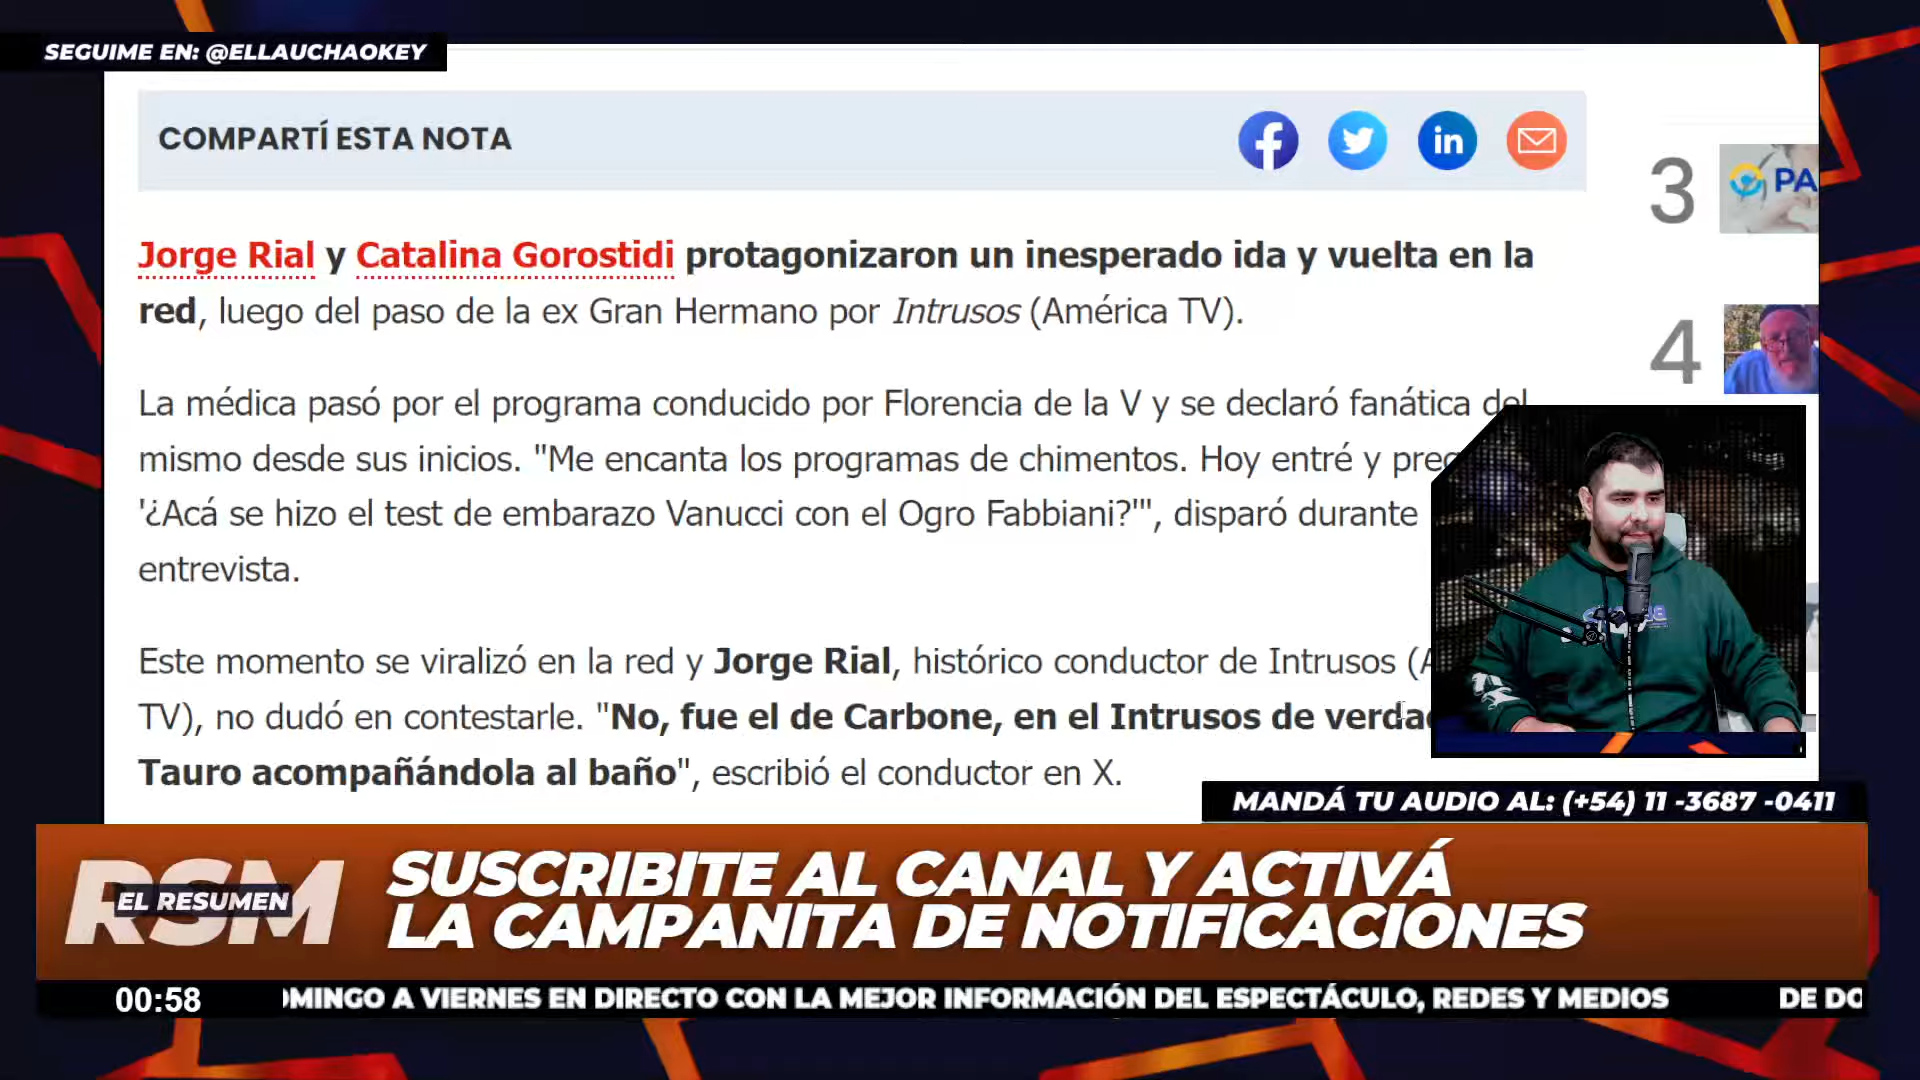 SEGUIME EN: @ELLAUCHAOKEY
COMPARTÍ ESTA NOTA
3
PA
Jorge Rial y Catalina Gorostidi protagonizaron un inesperado ida y vuelta en la
red, luego del paso de la ex Gran Hermano por Intrusos (América TV).
4
La médica pasó por el programa conducido por Florencia de la V y se declaró fanática del
mismo desde sus inicios. "Me encanta los programas de chimentos. Hoy entré y preg
'¿Acá se hizo el test de embarazo Vanucci con el Ogro Fabbiani?'", disparó durante
entrevista.
Este momento se viralizó en la red y Jorge Rial, histórico conductor de Intrusos (A
TV), no dudó en contestarle. "No, fue el de Carbone, en el Intrusos de verdad
Tauro acompañándola al baño", escribió el conductor en X.
MANDÁ TU AUDIO AL: (+54) 11 -3687 -0411
RSM
EL RESUMEN
SUSCRIBITE AL CANAL Y ACTIVÁ
LA CAMPANITA DE NOTIFICACIONES
00:58
OMINGO A VIERNES EN DIRECTO CON LA MEJOR INFORMACIÓN DEL ESPECTÁCULO, REDES Y MEDIOS DE DO